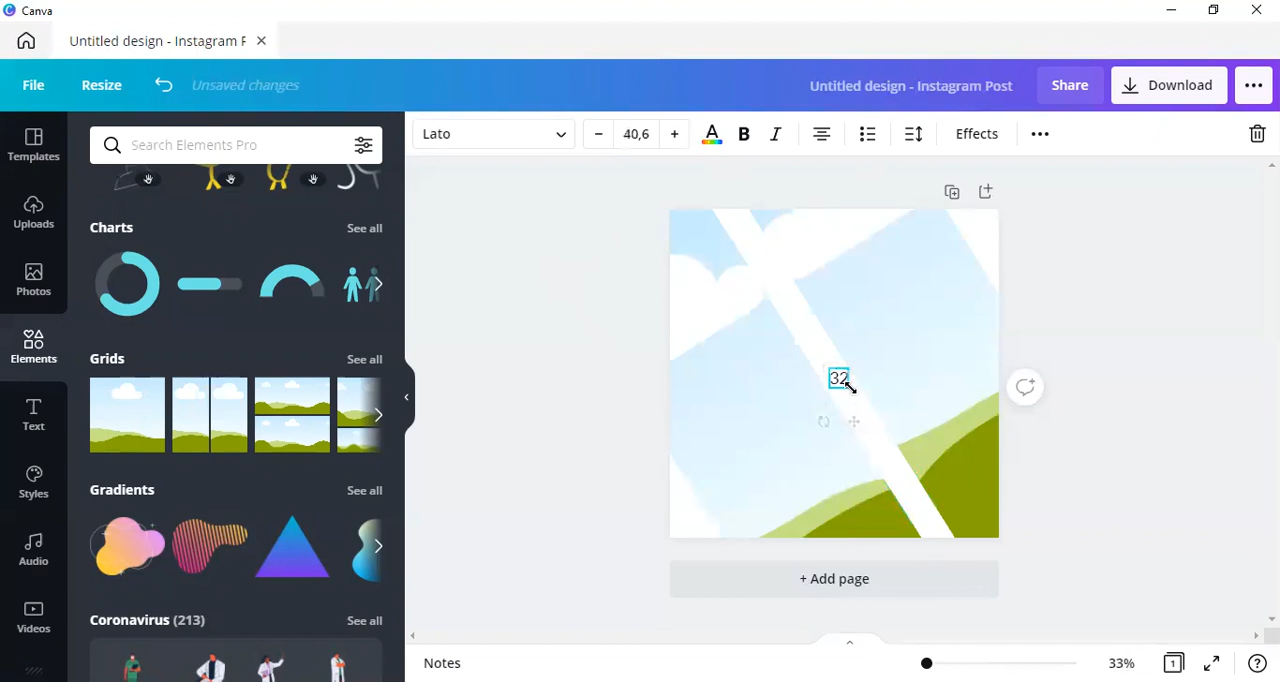 Canva
Untitled design - Instagram F
File
Resize
Unsaved changes
Untitled design - Instagram Post
Share
Download
Templates
Uploads
Photos
Elements
Text
Styles
Audio
Videos
Search Elements Pro
Lato
40,6
B
I
Effects
Charts
See all
Grids
See all
Gradients
See all
Coronavirus (213)
See all
32
+ Add page
Notes
33%
1